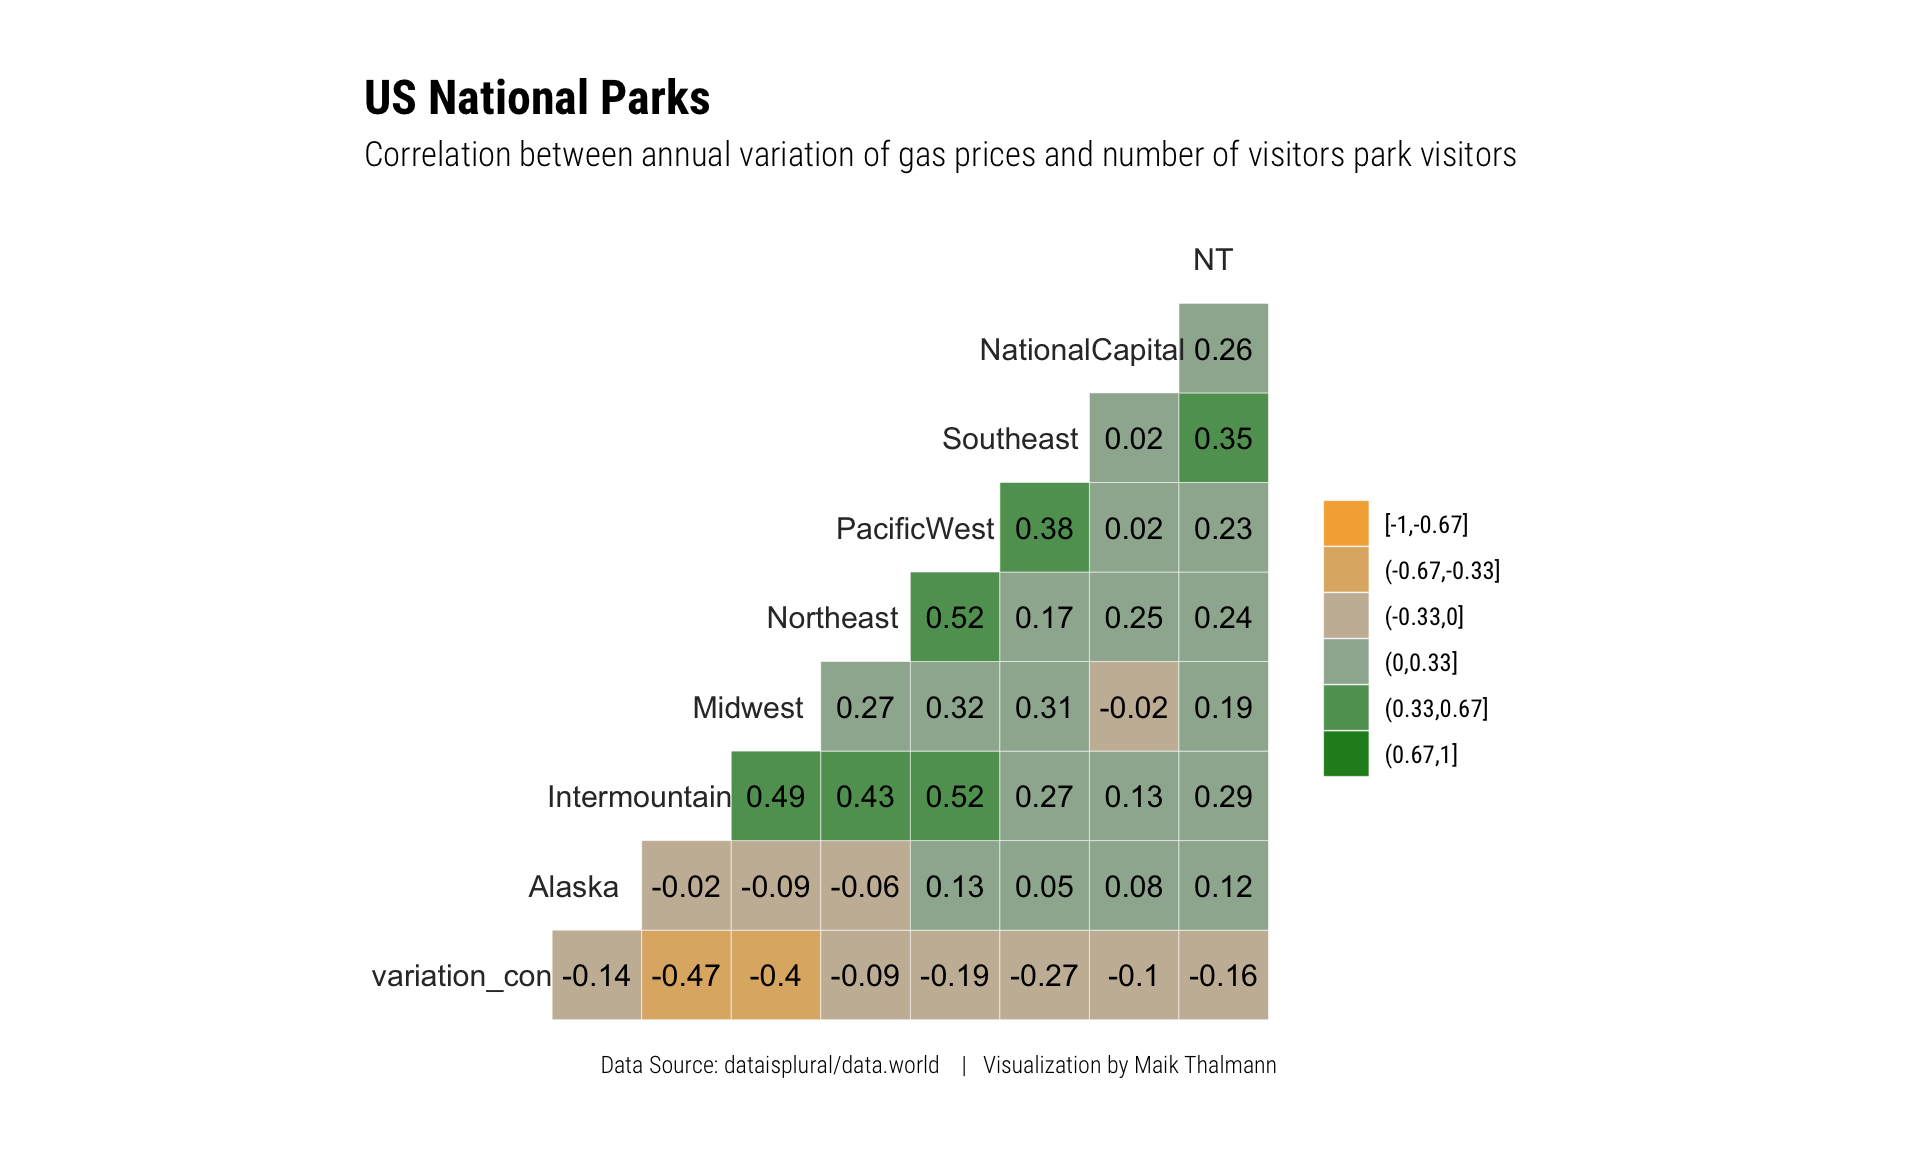 US National Parks
Correlation between annual variation of gas prices and number of visitors park visitors
NT
NationalCapital 0.26
Southeast 0.02 0.35
PacificWest 0.38 0.02 0.23
Northeast 0.52 0.17 0.25 0.24
Midwest 0.27 0.32 0.31 -0.02 0.19
Intermountain 0.49 0.43 0.52 0.27 0.13 0.29
Alaska -0.02 -0.09 -0.06 0.13 0.05 0.08 0.12
variation_con -0.14 -0.47 -0.4 -0.09 -0.19 -0.27 -0.1 -0.16
[-1,-0.67]
(-0.67,-0.33]
(-0.33,0]
(0,0.33]
(0.33,0.67]
(0.67,1]
Data Source: dataisplural/data.world | Visualization by Maik Thalmann